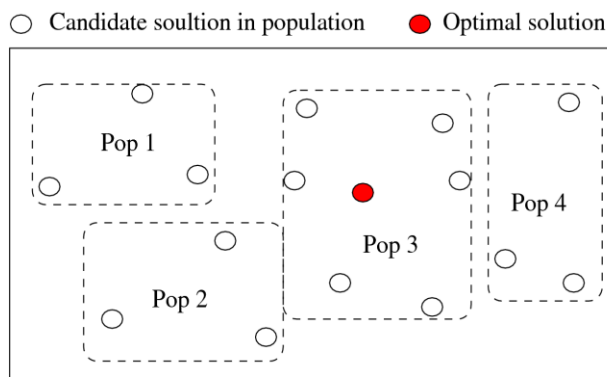 Candidate soultion in population Optimal solution
Pop 1
Pop 4
Pop 3
Pop 2